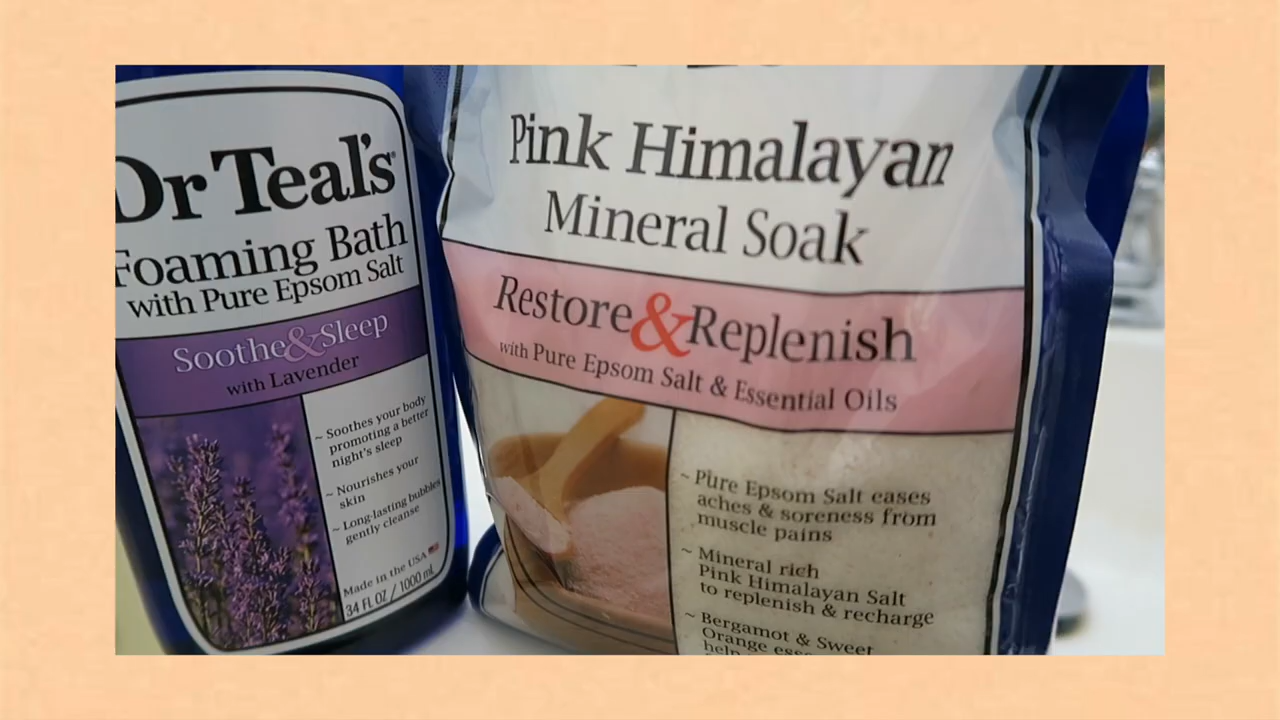 Dr Teal's®
Foaming Bath
with Pure Epsom Salt
Soothe & Sleep
with Lavender
~ Soothes your body
promoting a better
night's sleep
~ Nourishes your
skin
~ Long-lasting bubbles
gently cleanse
Made in the USA
34 FL OZ / 1000 mL
Pink Himalayan
Mineral Soak
Restore & Replenish
with Pure Epsom Salt & Essential Oils
~ Pure Epsom Salt eases
aches & soreness from
muscle pains
~ Mineral rich
Pink Himalayan Salt
to replenish & recharge
~ Bergamot & Sweet
Orange